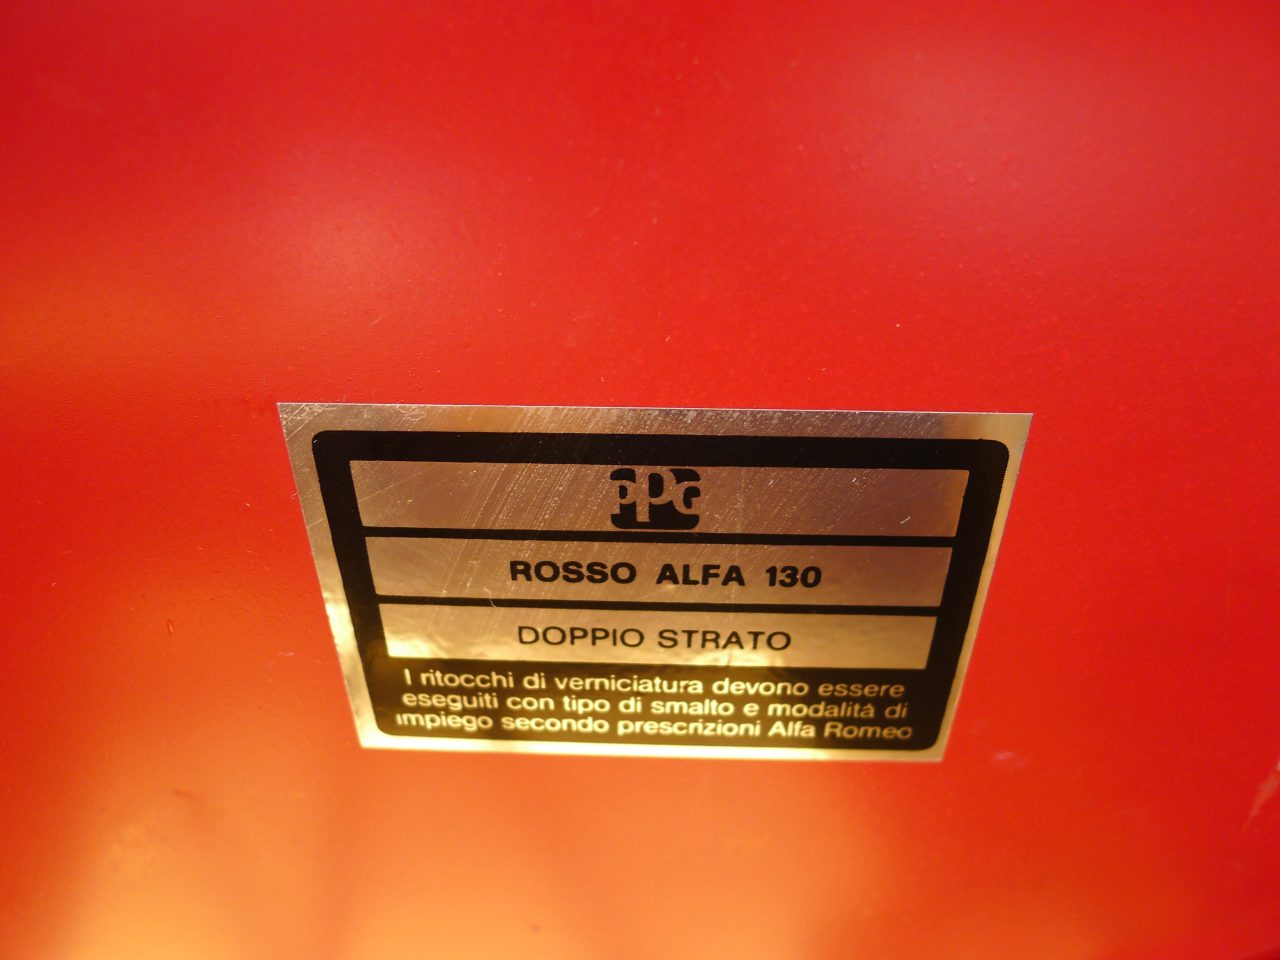 PPG
ROSSO ALFA 130
DOPPIO STRATO
I ritocchi di verniciatura devono essere
eseguiti con tipo di smalto e modalità di
impiego secondo prescrizioni Alfa Romeo